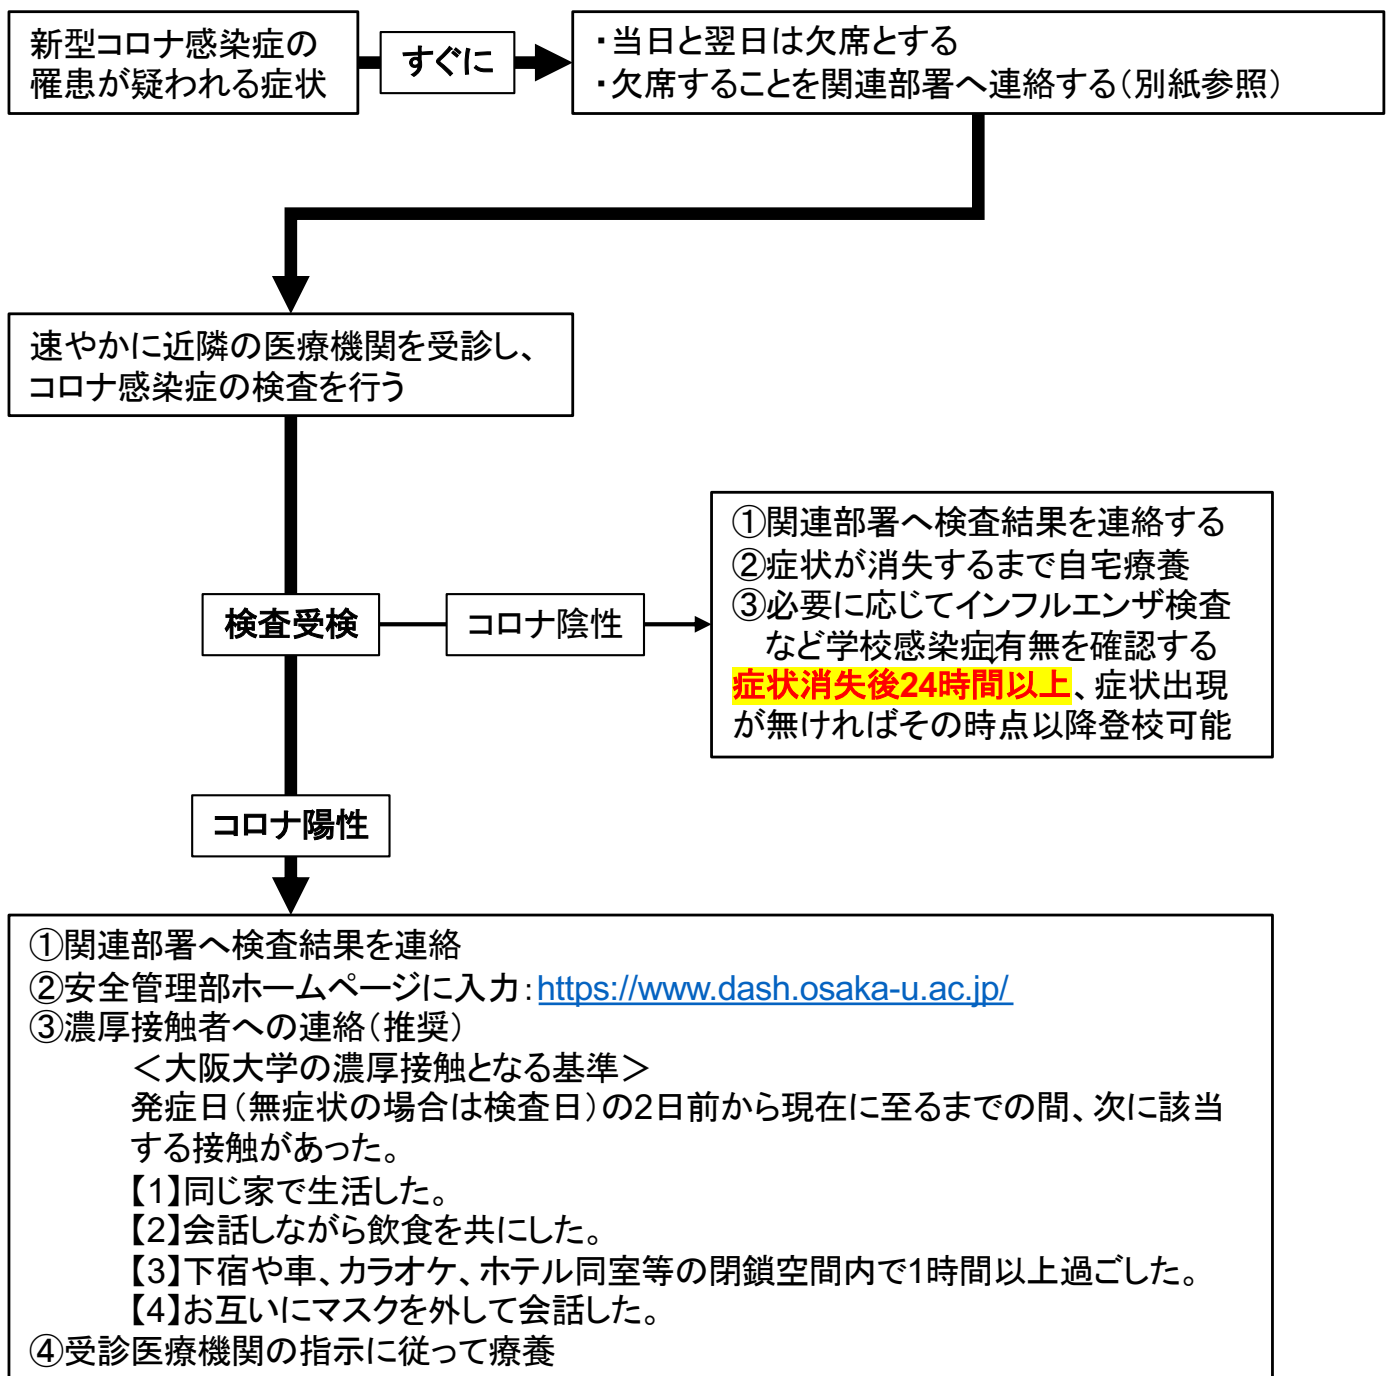 新型コロナ感染症の
罹患が疑われる症状
すぐに
・当日と翌日は欠席とする
・欠席することを関連部署へ連絡する（別紙参照）
速やかに近隣の医療機関を受診し、
コロナ感染症の検査を行う
検査受検
コロナ陰性
①関連部署へ検査結果を連絡する
②症状が消失するまで自宅療養
③必要に応じてインフルエンザ検査
など学校感染症有無を確認する
症状消失後24時間以上、症状出現
が無ければその時点以降登校可能
コロナ陽性
①関連部署へ検査結果を連絡
②安全管理部ホームページに入力：https://www.dash.osaka-u.ac.jp/
③濃厚接触者への連絡（推奨）
＜大阪大学の濃厚接触となる基準＞
発症日（無症状の場合は検査日）の2日前から現在に至るまでの間、次に該当
する接触があった。
【1】同じ家で生活した。
【2】会話しながら飲食を共にした。
【3】下宿や車、カラオケ、ホテル同室等の閉鎖空間内で1時間以上過ごした。
【4】お互いにマスクを外して会話した。
④受診医療機関の指示に従って療養